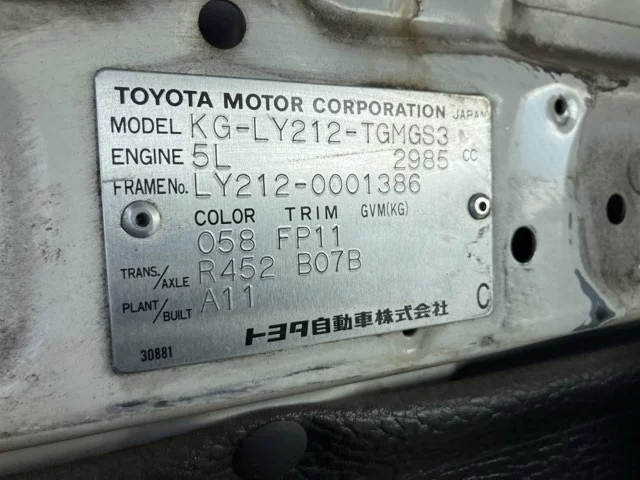 TOYOTA MOTOR CORPORATION JAPAN
MODEL KG-LY212-TGMGS3
ENGINE 5L 2985 CC
FRAME No. LY212-0001386
COLOR TRIM GVM(KG)
058 FP11
TRANS./AXLE R452 B07B
PLANT/BUILT A11
C
30881 トヨタ自動車株式会社